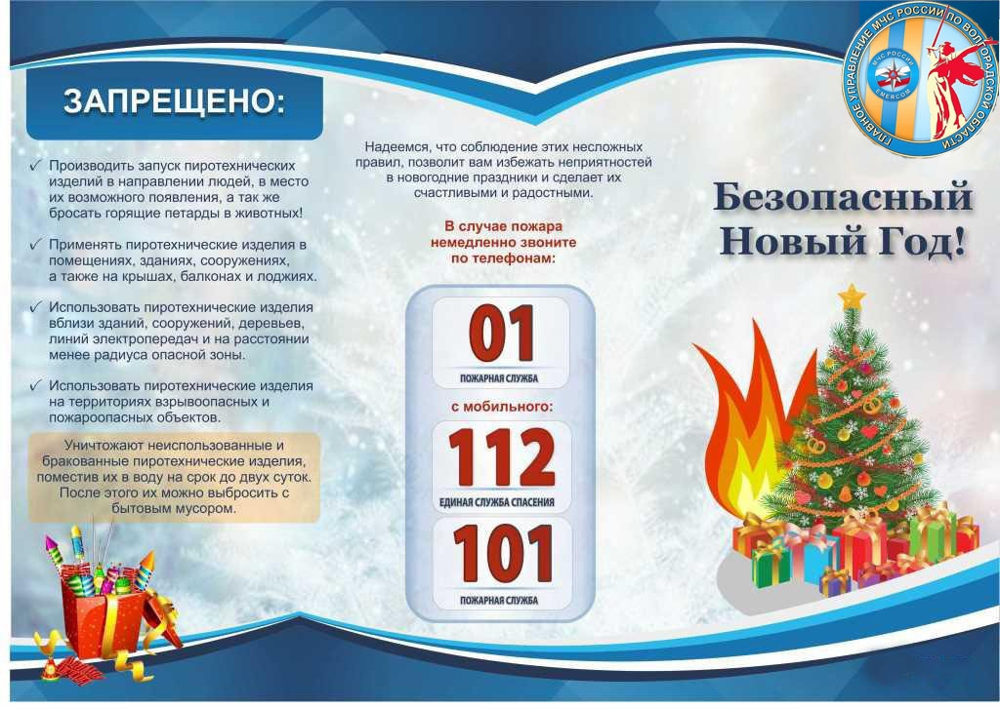 ЗАПРЕЩЕНО:
✓ Производить запуск пиротехнических
изделий в направлении людей, в место
их возможного появления, а так же
бросать горящие петарды в животных!
✓ Применять пиротехнические изделия в
помещениях, зданиях, сооружениях,
а также на крышах, балконах и лоджиях.
✓ Использовать пиротехнические изделия
вблизи зданий, сооружений, деревьев,
линий электропередач и на расстоянии
менее радиуса опасной зоны.
✓ Использовать пиротехнические изделия
на территориях взрывоопасных и
пожароопасных объектов.
Уничтожают неиспользованные и
бракованные пиротехнические изделия,
поместив их в воду на срок до двух суток.
После этого их можно выбросить с
бытовым мусором.
Надеемся, что соблюдение этих несложных
правил, позволит вам избежать неприятностей
в новогодние праздники и сделает их
счастливыми и радостными.
В случае пожара
немедленно звоните
по телефонам:
01
ПОЖАРНАЯ СЛУЖБА
с мобильного:
112
ЕДИНАЯ СЛУЖБА СПАСЕНИЯ
101
ПОЖАРНАЯ СЛУЖБА
ГЛАВНОЕ УПРАВЛЕНИЕ МЧС РОССИИ ПО ВОЛГОГРАДСКОЙ ОБЛАСТИ
МЧС РОССИИ
EMERCOM
Безопасный
Новый Год!